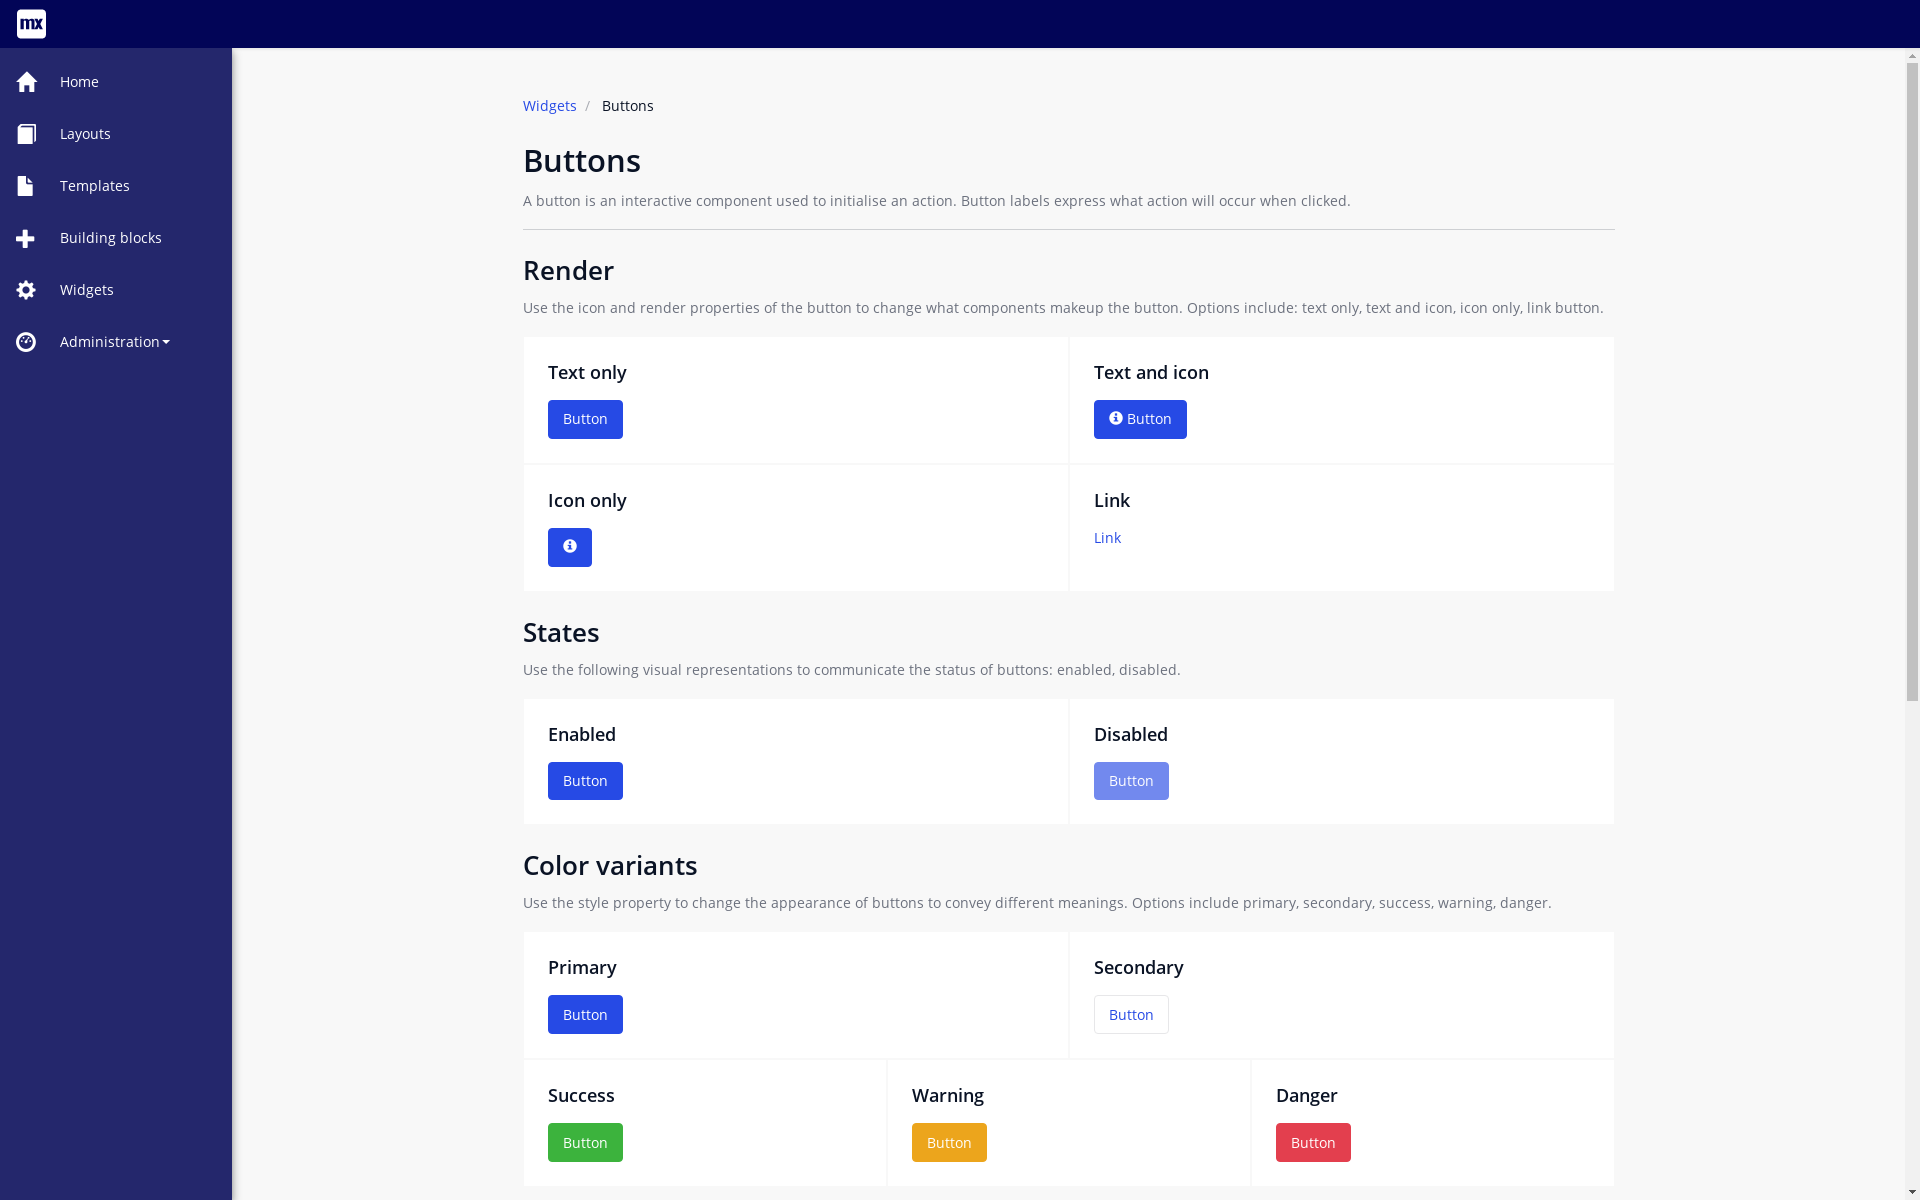 mx
Home
Layouts
Templates
Building blocks
Widgets
Administration
Widgets / Buttons
Buttons
A button is an interactive component used to initialise an action. Button labels express what action will occur when clicked.
Render
Use the icon and render properties of the button to change what components makeup the button. Options include: text only, text and icon, icon only, link button.
Text only
Button
Text and icon
Button
Icon only
Link
Link
States
Use the following visual representations to communicate the status of buttons: enabled, disabled.
Enabled
Button
Disabled
Button
Color variants
Use the style property to change the appearance of buttons to convey different meanings. Options include primary, secondary, success, warning, danger.
Primary
Button
Secondary
Button
Success
Button
Warning
Button
Danger
Button